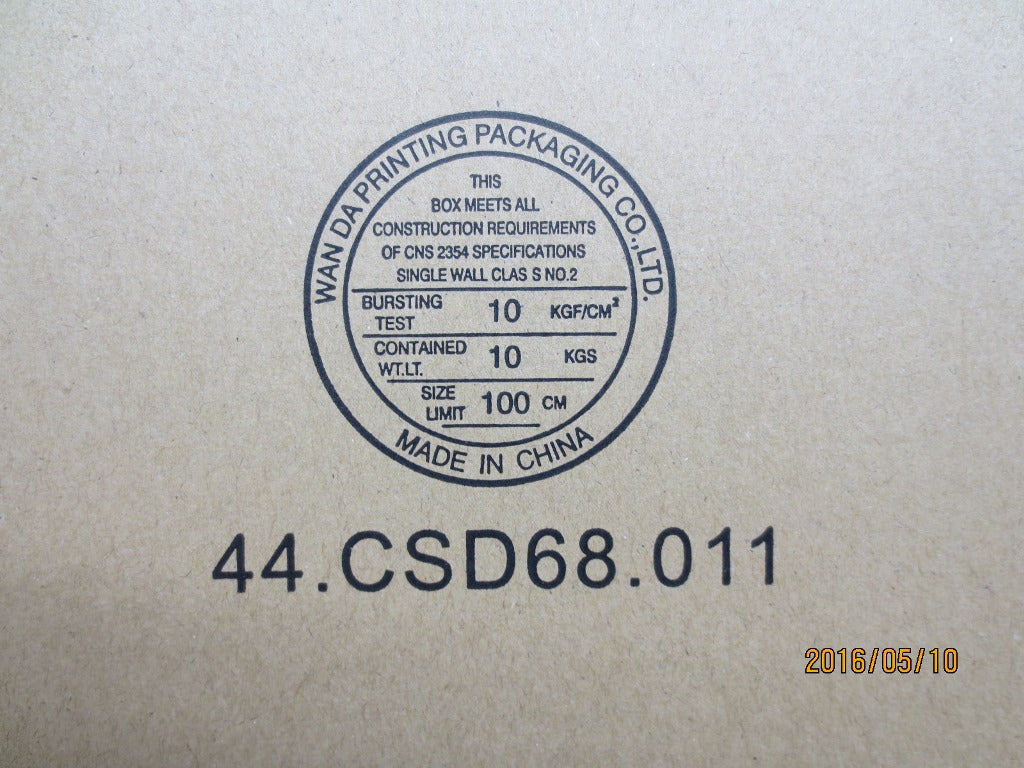 WAN DA PRINTING PACKAGING CO.,LTD.
THIS
BOX MEETS ALL
CONSTRUCTION REQUIREMENTS
OF CNS 2354 SPECIFICATIONS
SINGLE WALL CLAS S NO.2
BURSTING TEST 10 KGF/CM²
CONTAINED WT.LT. 10 KGS
SIZE LIMIT 100 CM
MADE IN CHINA
44.CSD68.011
2016/05/10